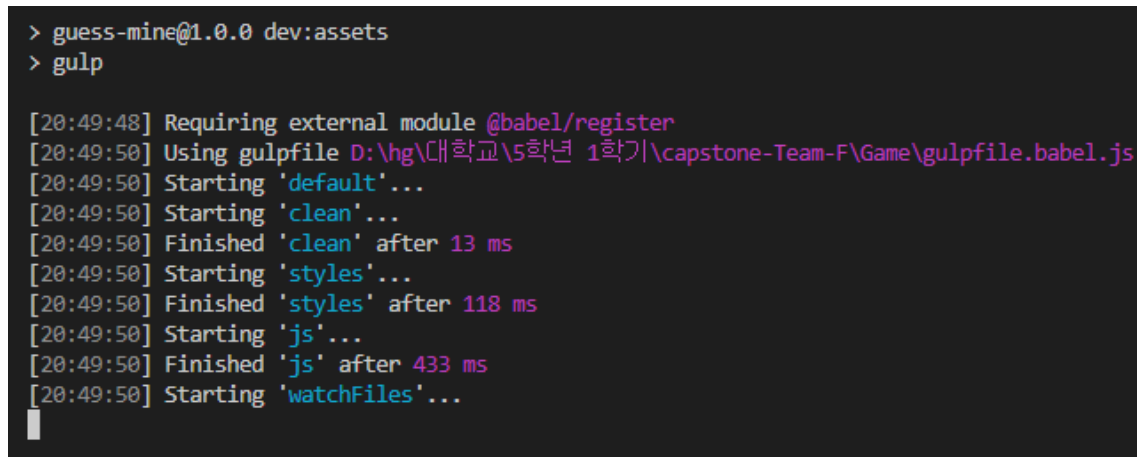 > guess-mine@1.0.0 dev:assets
> gulp
[20:49:48] Requiring external module @babel/register
[20:49:50] Using gulpfile D:\hg\대학교\5학년 1학기\capstone-Team-F\Game\gulpfile.babel.js
[20:49:50] Starting 'default'...
[20:49:50] Starting 'clean'...
[20:49:50] Finished 'clean' after 13 ms
[20:49:50] Starting 'styles'...
[20:49:50] Finished 'styles' after 118 ms
[20:49:50] Starting 'js'...
[20:49:50] Finished 'js' after 433 ms
[20:49:50] Starting 'watchFiles'...